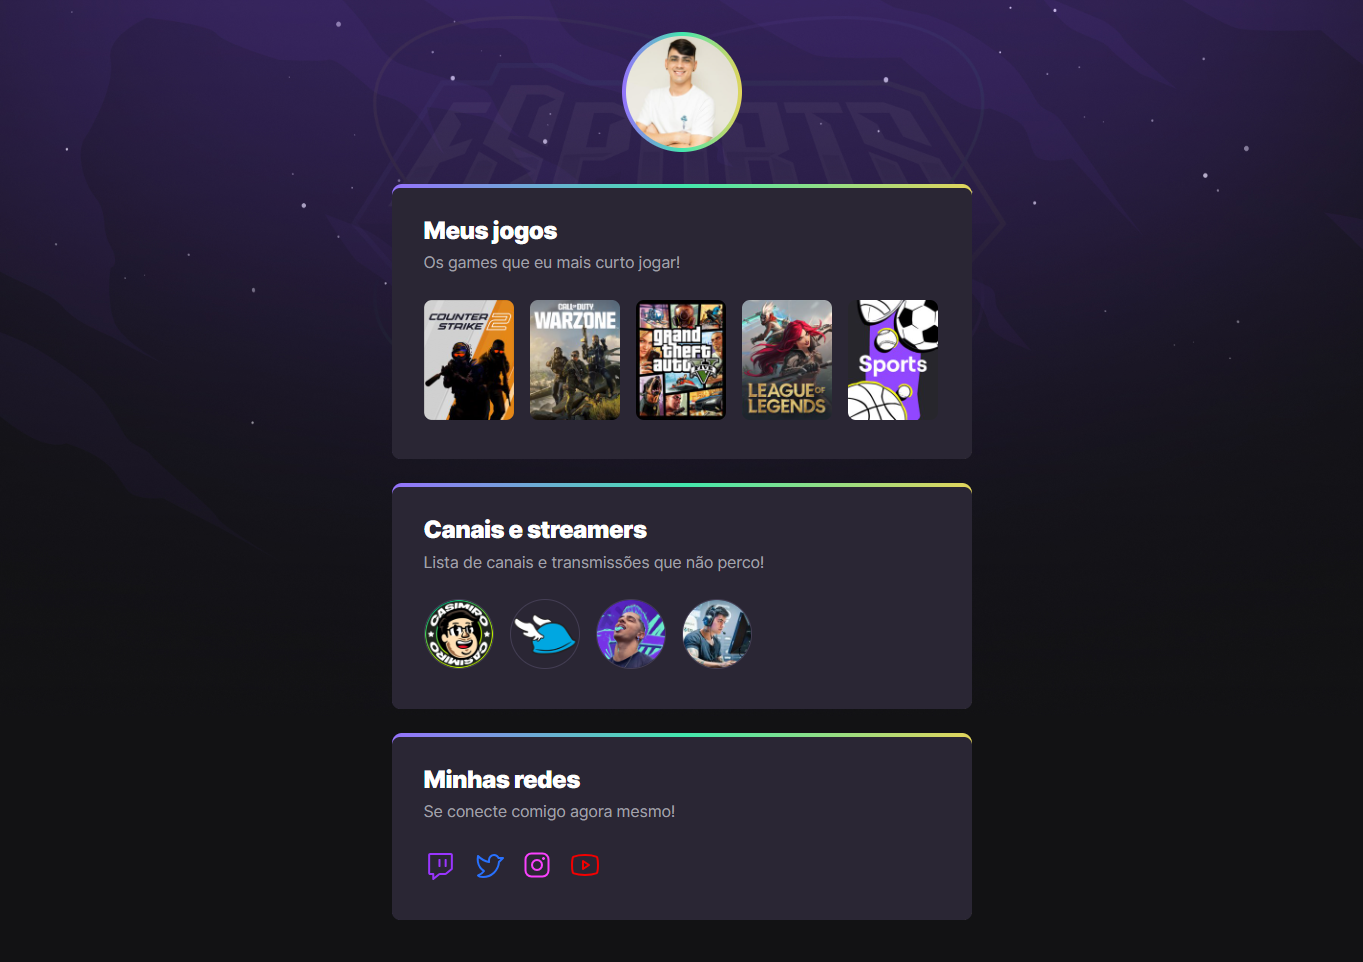 ESPORTS
Meus jogos
Os games que eu mais curto jogar!
COUNTER
STRIKE 2
CALL OF DUTY
WARZONE
grand
theft
auto V
FIVE
LEAGUE OF
LEGENDS
Sports
Canais e streamers
Lista de canais e transmissões que não perco!
CASIMIRO
CASIMIRO
Minhas redes
Se conecte comigo agora mesmo!